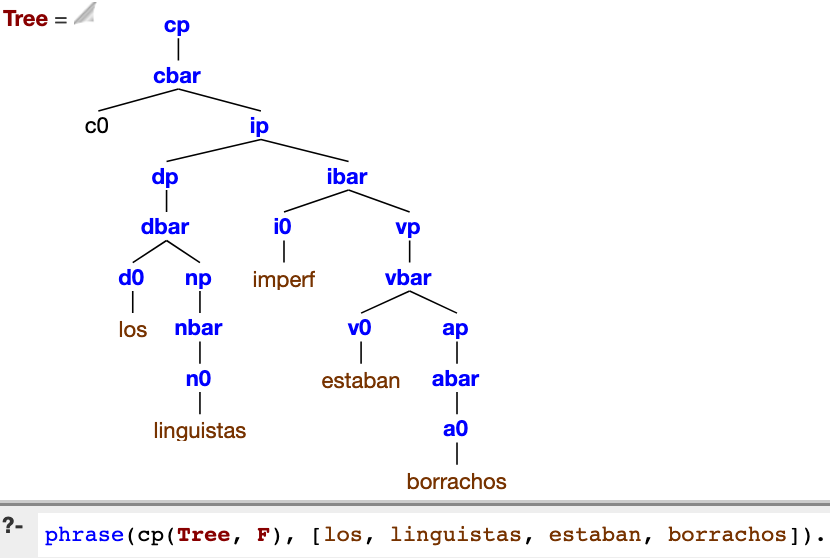 Tree =
cp
cbar
c0 ip
dp ibar
dbar i0 vp
d0 np imperf vbar
los nbar v0 ap
n0 estaban abar
linguistas a0
borrachos
?- phrase(cp(Tree, F), [los, linguistas, estaban, borrachos]).